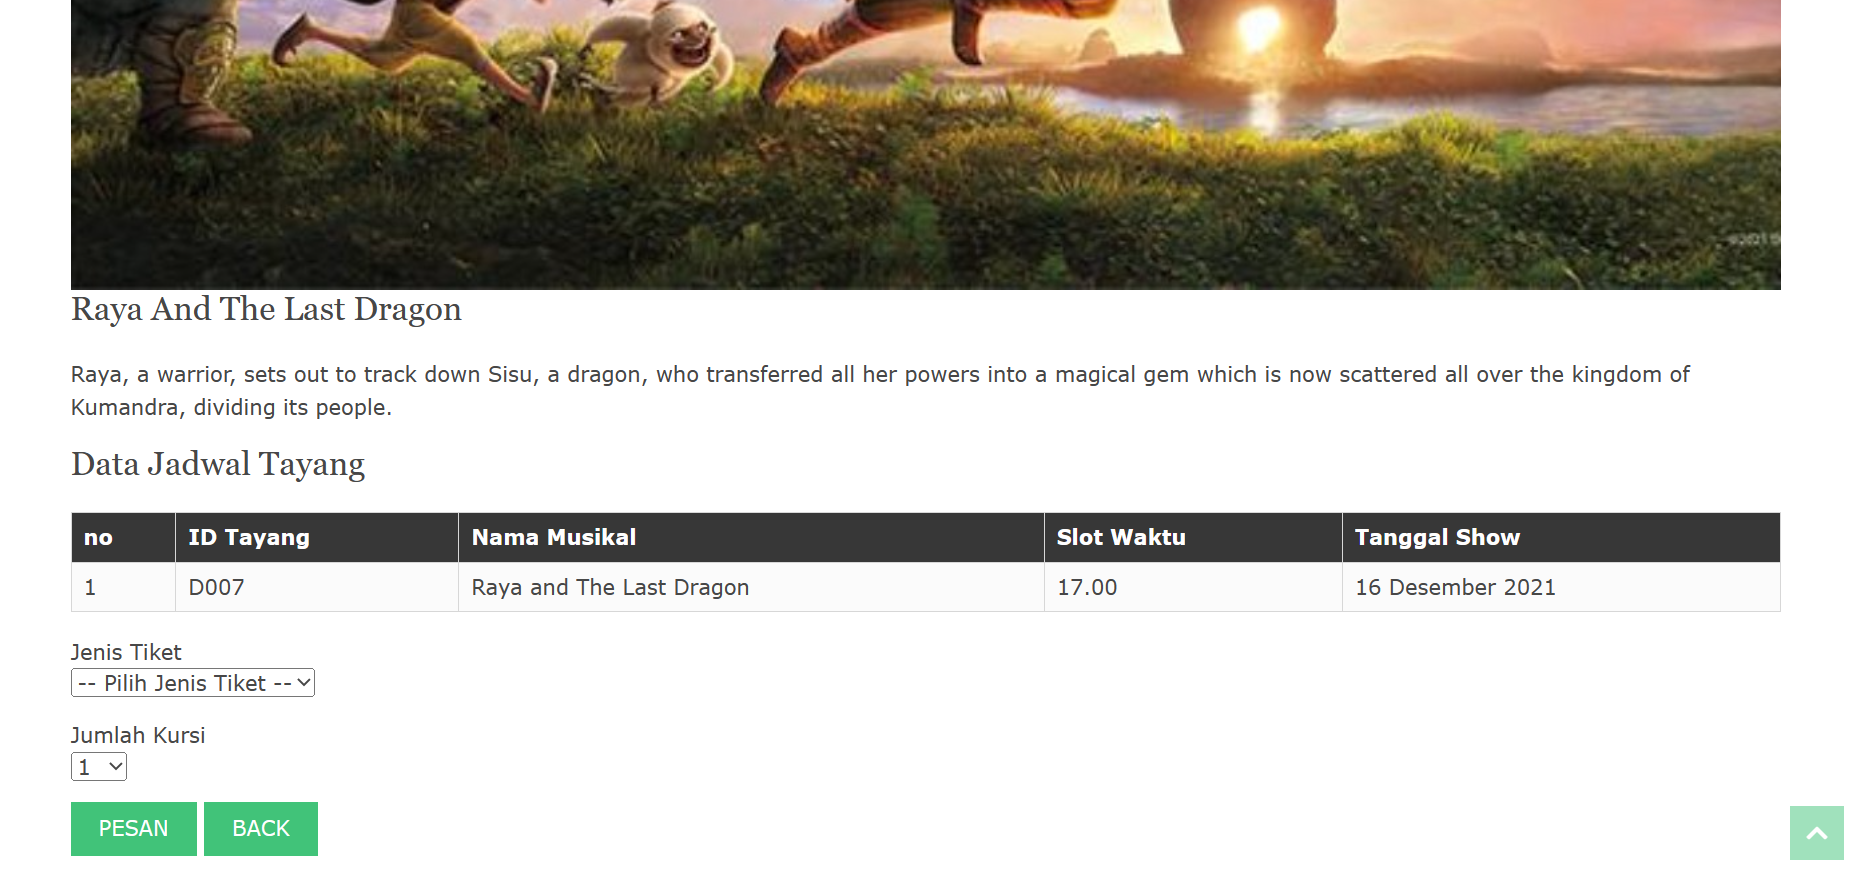 Raya And The Last Dragon
Raya, a warrior, sets out to track down Sisu, a dragon, who transferred all her powers into a magical gem which is now scattered all over the kingdom of
Kumandra, dividing its people.
Data Jadwal Tayang
no ID Tayang Nama Musikal Slot Waktu Tanggal Show
1 D007 Raya and The Last Dragon 17.00 16 Desember 2021
Jenis Tiket
-- Pilih Jenis Tiket --
Jumlah Kursi
1
PESAN BACK